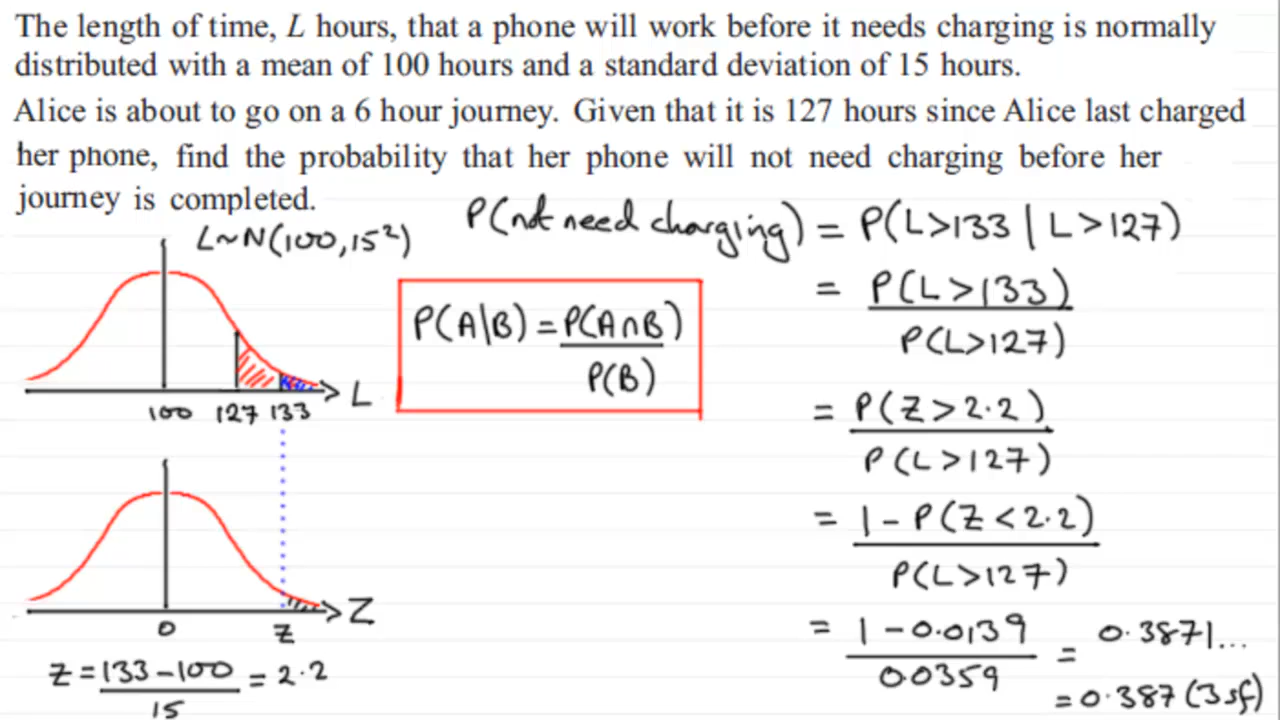 The length of time, L hours, that a phone will work before it needs charging is normally
distributed with a mean of 100 hours and a standard deviation of 15 hours.
Alice is about to go on a 6 hour journey. Given that it is 127 hours since Alice last charged
her phone, find the probability that her phone will not need charging before her
journey is completed.
L~N(100,15²)
100 127 133 L
0 Z Z
Z = 133-100 / 15 = 2.2
P(A|B) = P(A∩B) / P(B)
P(not need charging) = P(L>133 | L>127)
= P(L>133) / P(L>127)
= P(Z>2.2) / P(L>127)
= 1-P(Z<2.2) / P(L>127)
= 1-0.0139 / 0.0359 = 0.3871...
= 0.387 (3sf)